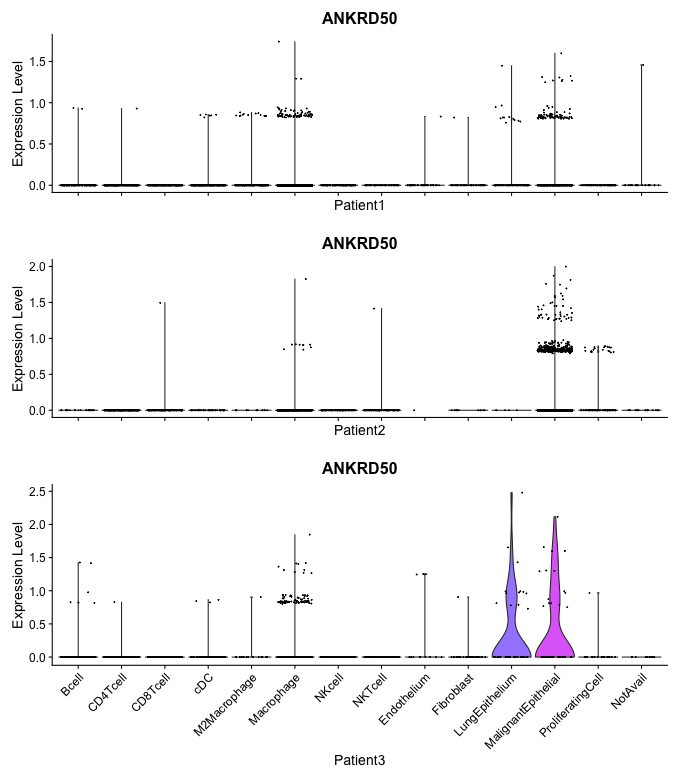 ANKRD50
Expression Level
1.5
1.0
0.5
0.0
Patient1
ANKRD50
Expression Level
2.0
1.5
1.0
0.5
0.0
Patient2
ANKRD50
Expression Level
2.5
2.0
1.5
1.0
0.5
0.0
Bcell
CD4Tcell
CD8Tcell
cDC
M2Macrophage
Macrophage
NKcell
NKTcell
Endothelium
Fibroblast
LungEpithelium
MalignantEpithelial
ProliferatingCell
NotAvail
Patient3